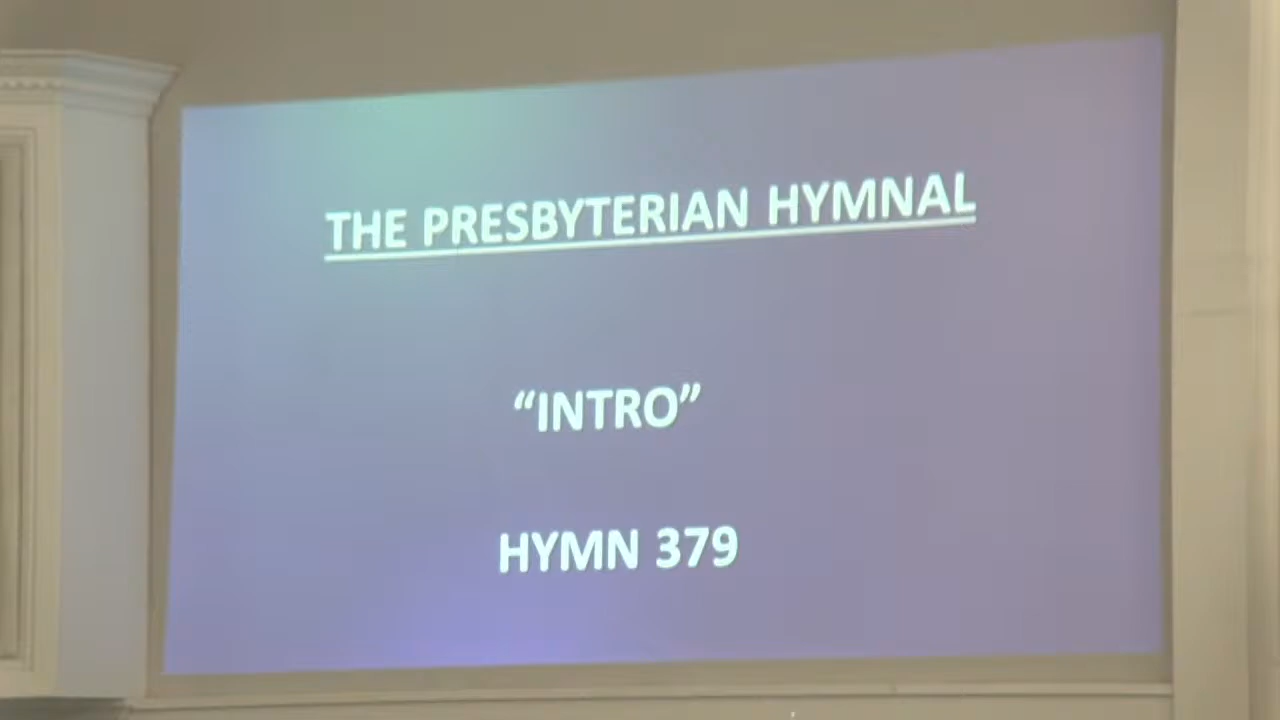 THE PRESBYTERIAN HYMNAL
“INTRO”
HYMN 379